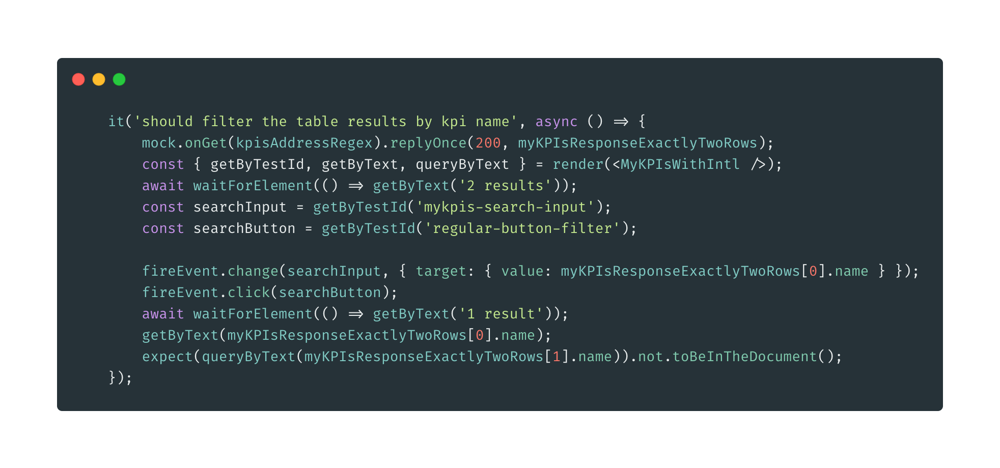 it('should filter the table results by kpi name', async () => {
    mock.onGet(kpisAddressRegex).replyOnce(200, myKPIsResponseExactlyTwoRows);
    const { getByTestId, getByText, queryByText } = render(<MyKPIsWithIntl />);
    await waitForElement(() => getByText('2 results'));
    const searchInput = getByTestId('mykpis-search-input');
    const searchButton = getByTestId('regular-button-filter');

    fireEvent.change(searchInput, { target: { value: myKPIsResponseExactlyTwoRows[0].name } });
    fireEvent.click(searchButton);
    await waitForElement(() => getByText('1 result'));
    getByText(myKPIsResponseExactlyTwoRows[0].name);
    expect(queryByText(myKPIsResponseExactlyTwoRows[1].name)).not.toBeInTheDocument();
});